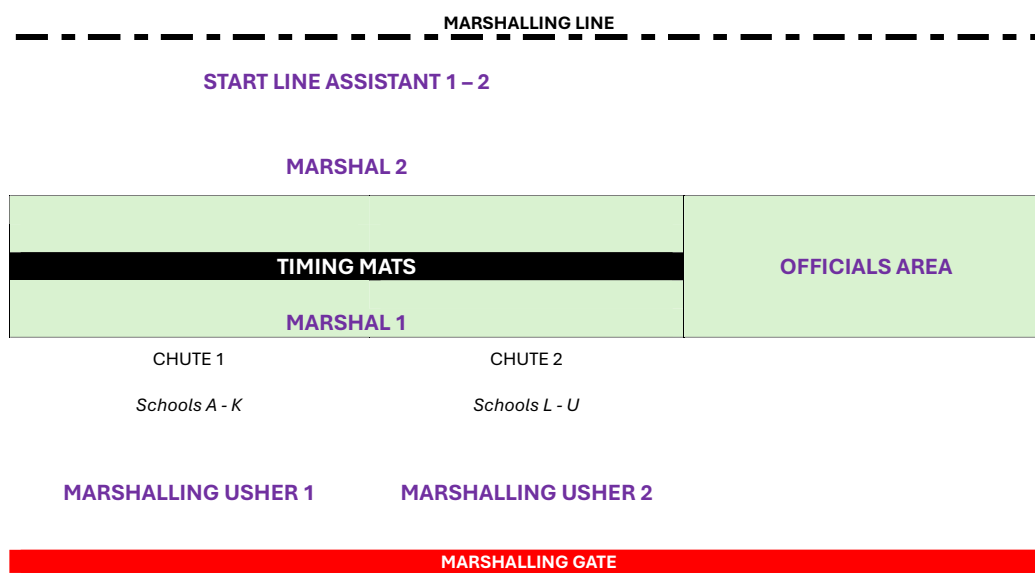 MARSHALLING LINE
START LINE ASSISTANT 1 – 2
MARSHAL 2
TIMING MATS
OFFICIALS AREA
MARSHAL 1
CHUTE 1
CHUTE 2
Schools A - K
Schools L - U
MARSHALLING USHER 1
MARSHALLING USHER 2
MARSHALLING GATE